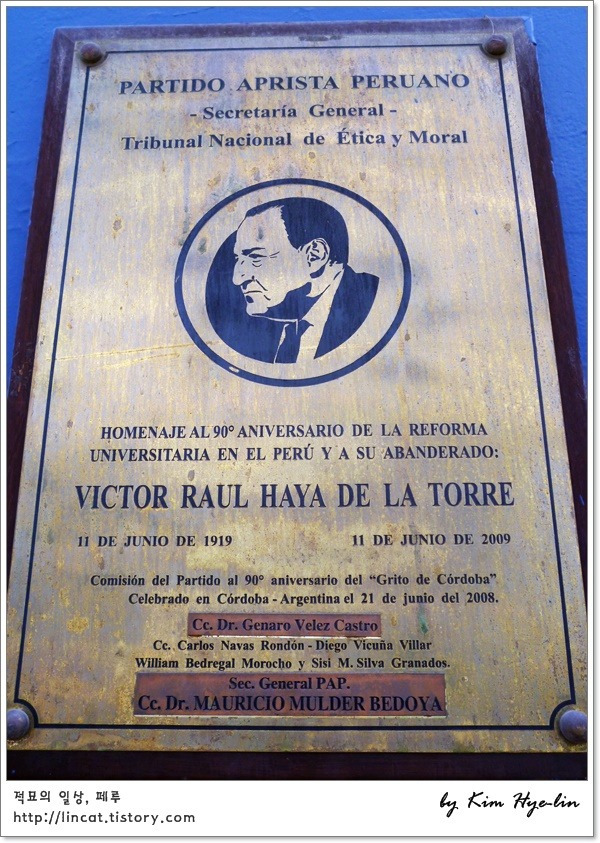 PARTIDO APRISTA PERUANO
- Secretaría General -
Tribunal Nacional de Ética y Moral
HOMENAJE AL 90° ANIVERSARIO DE LA REFORMA
UNIVERSITARIA EN EL PERÚ Y A SU ABANDERADO:
VICTOR RAUL HAYA DE LA TORRE
11 DE JUNIO DE 1919 11 DE JUNIO DE 2009
Comisión del Partido al 90° aniversario del “Grito de Córdoba”
Celebrado en Córdoba - Argentina el 21 de junio del 2008.
Cc. Dr. Genaro Velez Castro
Cc. Carlos Navas Rondón - Diego Vicuña Villar
William Bedregal Morocho y Sisi M. Silva Granados.
Sec. General PAP.
Cc. Dr. MAURICIO MULDER BEDOYA
적묘의 일상, 페루
by Kim Hye-lin
http://lincat.tistory.com